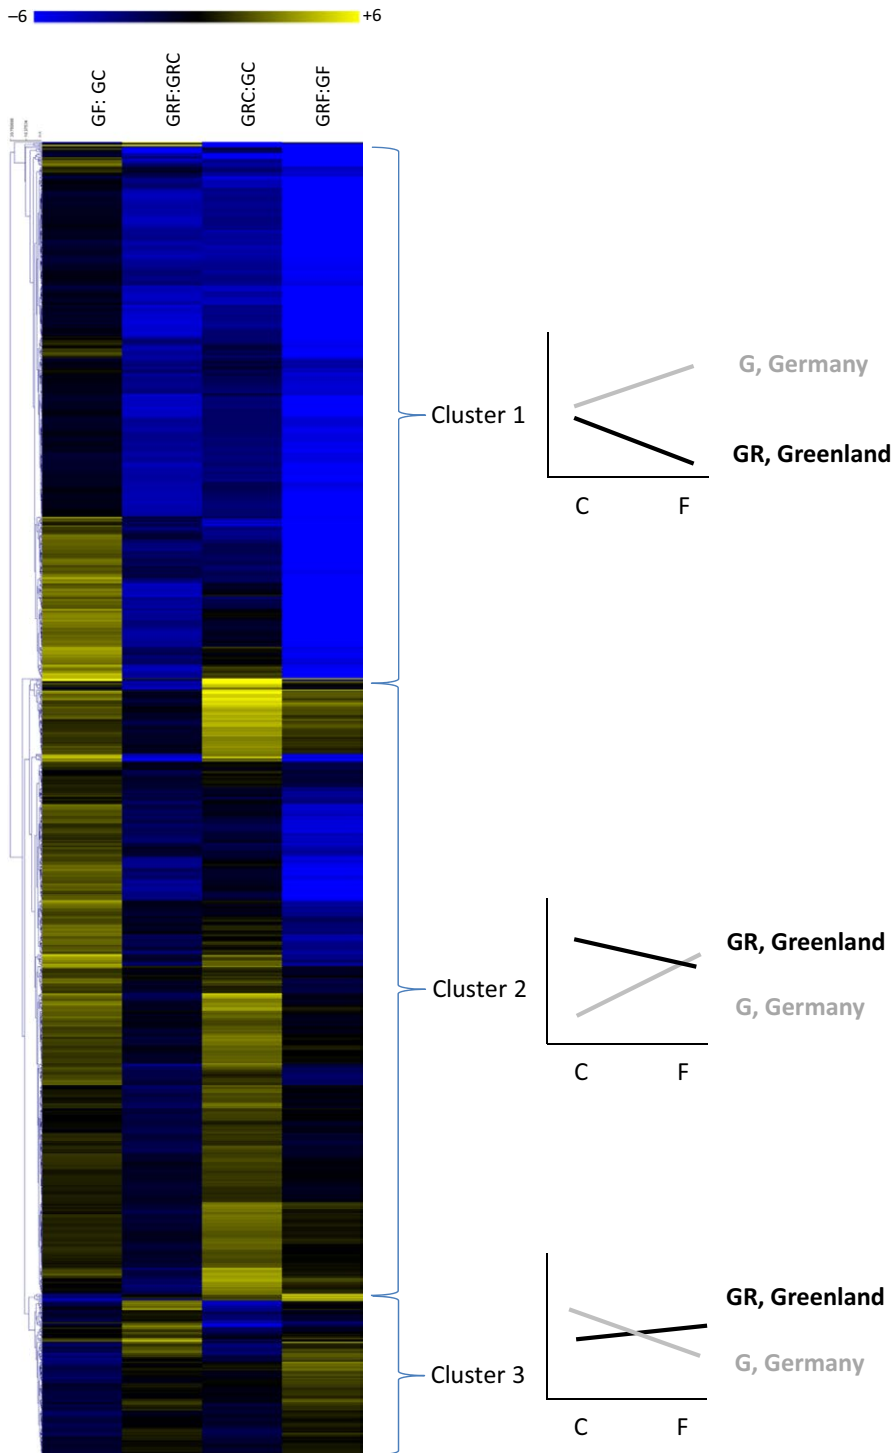 –6
+6
GF: GC
GRF:GRC
GRC:GC
GRF:GF
Cluster 1
G, Germany
GR, Greenland
C F
Cluster 2
GR, Greenland
G, Germany
C F
Cluster 3
GR, Greenland
G, Germany
C F